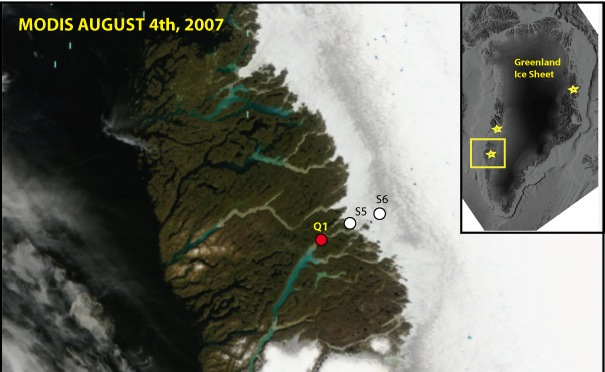 MODIS AUGUST 4th, 2007
Greenland
Ice Sheet
S6
S5
Q1